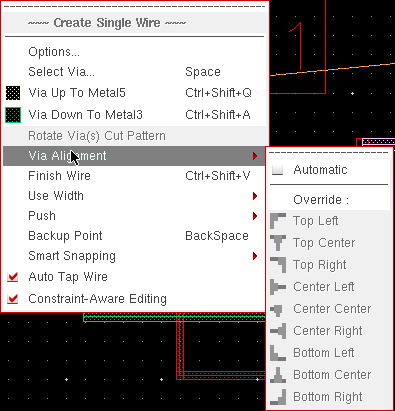 ~~~ Create Single Wire ~~~
Options...
Select Via... Space
Via Up To Metal5 Ctrl+Shift+Q
Via Down To Metal3 Ctrl+Shift+A
Rotate Via(s) Cut Pattern
Via Alignment
Finish Wire Ctrl+Shift+V
Use Width
Push
Backup Point BackSpace
Smart Snapping
Auto Tap Wire
Constraint-Aware Editing
1
Automatic
Override :
Top Left
Top Center
Top Right
Center Left
Center Center
Center Right
Bottom Left
Bottom Center
Bottom Right